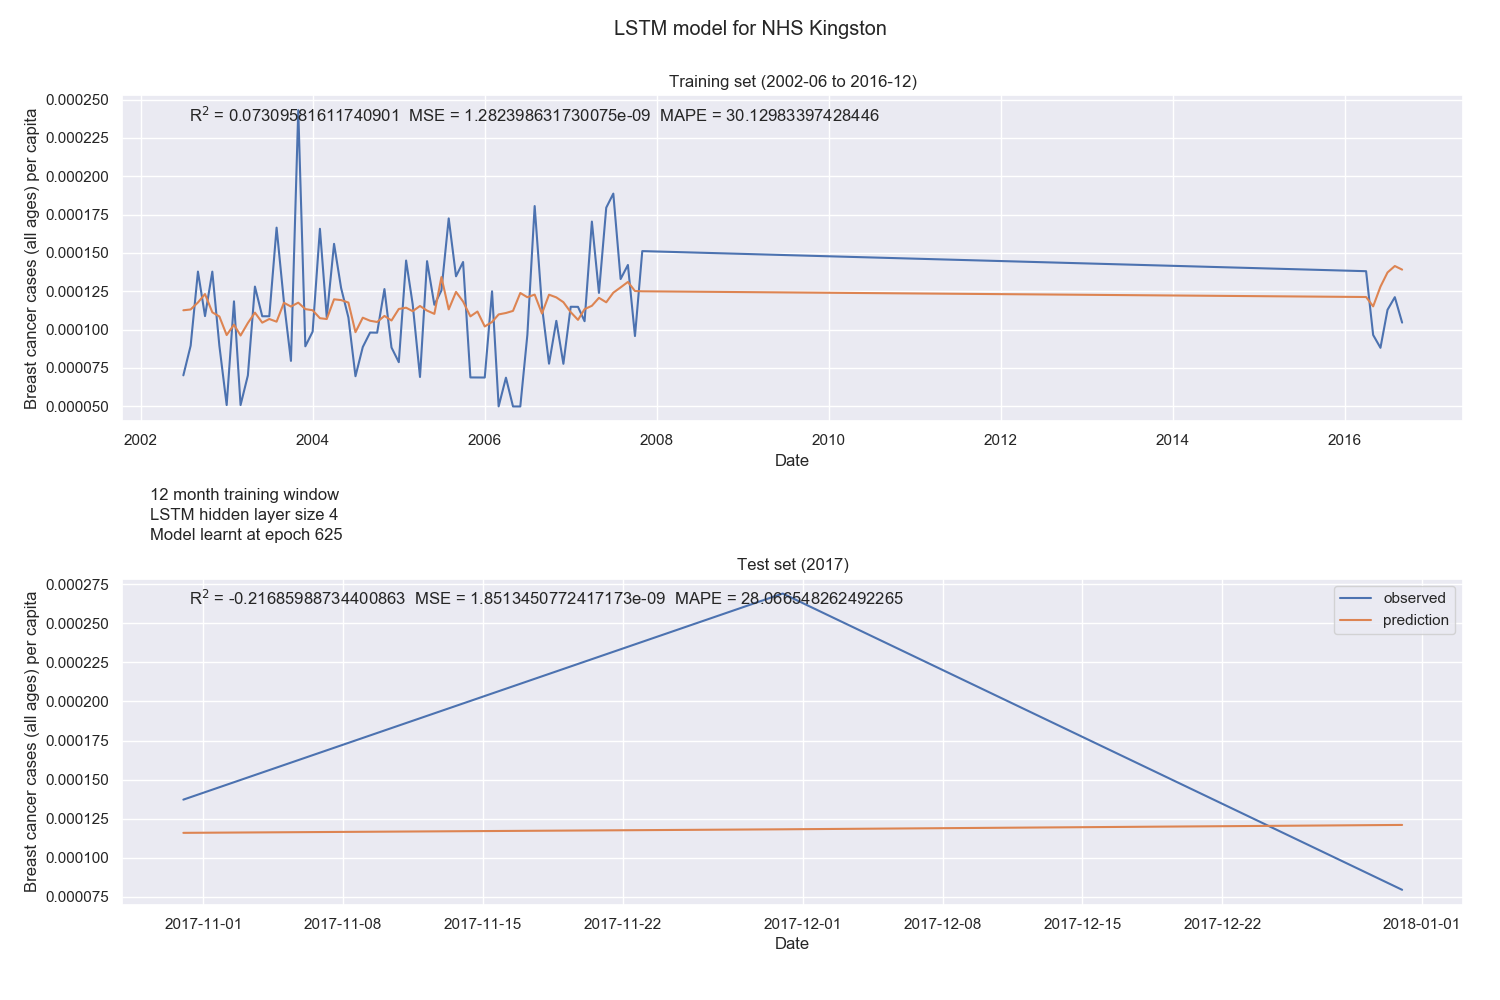 LSTM model for NHS Kingston
Training set (2002-06 to 2016-12)
R² = 0.07309581611740901 MSE = 1.282398631730075e-09 MAPE = 30.12983397428446
Breast cancer cases (all ages) per capita
0.000250
0.000225
0.000200
0.000175
0.000150
0.000125
0.000100
0.000075
0.000050
2002 2004 2006 2008 2010 2012 2014 2016
Date
12 month training window
LSTM hidden layer size 4
Model learnt at epoch 625
Test set (2017)
R² = -0.21685988734400863 MSE = 1.8513450772417173e-09 MAPE = 28.066548262492265
observed
prediction
Breast cancer cases (all ages) per capita
0.000275
0.000250
0.000225
0.000200
0.000175
0.000150
0.000125
0.000100
0.000075
2017-11-01 2017-11-08 2017-11-15 2017-11-22 2017-12-01 2017-12-08 2017-12-15 2017-12-22 2018-01-01
Date